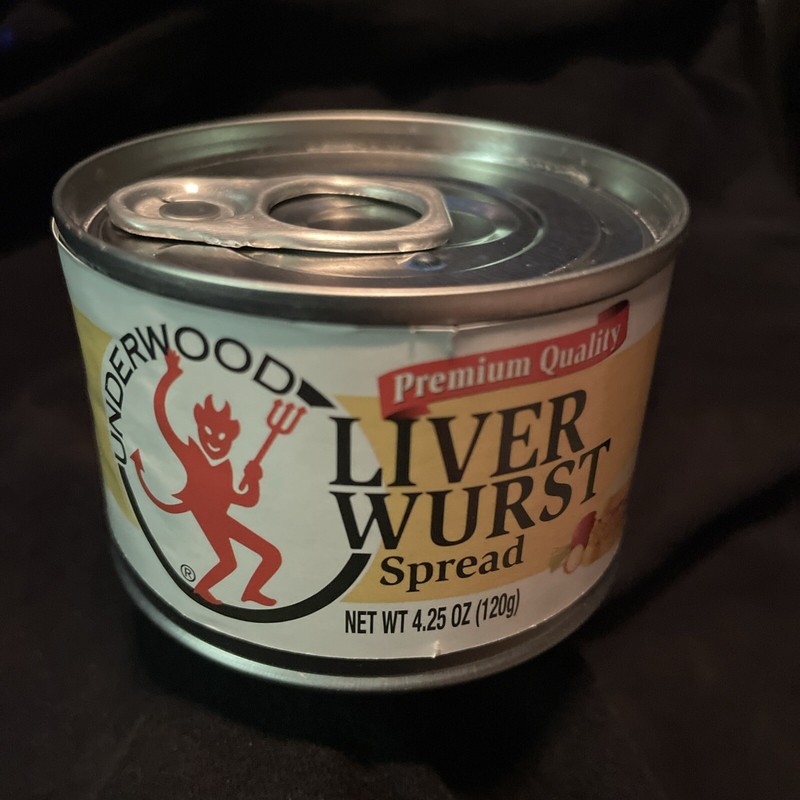 UNDERWOOD
®
Premium Quality
LIVER
WURST
Spread
NET WT 4.25 OZ (120g)